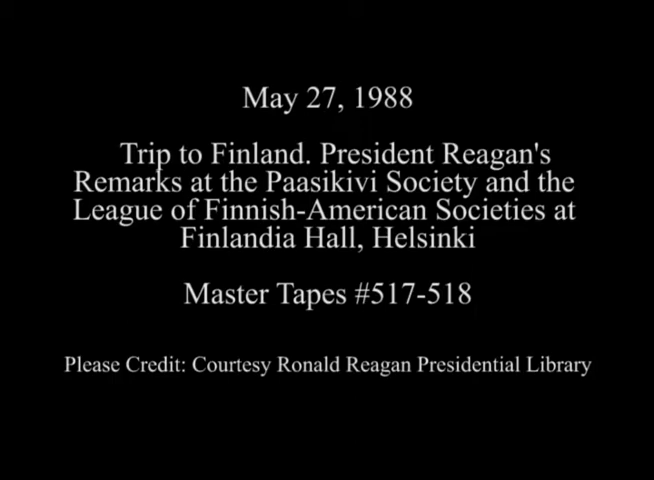 May 27, 1988
Trip to Finland. President Reagan's
Remarks at the Paasikivi Society and the
League of Finnish-American Societies at
Finlandia Hall, Helsinki
Master Tapes #517-518
Please Credit: Courtesy Ronald Reagan Presidential Library